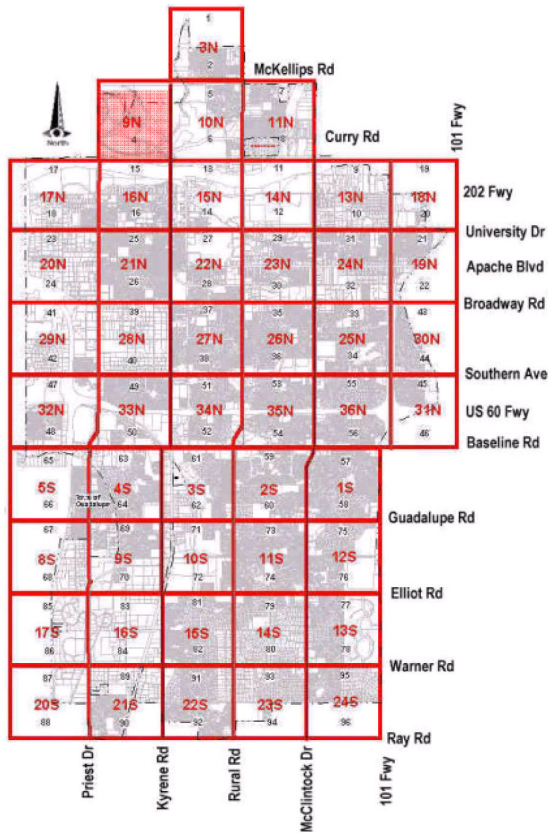 1
3N
2
McKellips Rd
3 5 7
9N 10N 11N
4 6 8
Curry Rd
North
101 Fwy
17 15 13 11 9 19
17N 16N 15N 14N 13N 18N
18 16 14 12 10 20
202 Fwy
University Dr
23 25 27 29 31 21
20N 21N 22N 23N 24N 19N
24 26 28 30 32 22
Apache Blvd
Broadway Rd
41 39 37 35 33 43
29N 28N 27N 26N 25N 30N
42 40 38 36 34 44
Southern Ave
47 49 51 53 55 45
32N 33N 34N 35N 36N 31N
48 50 52 54 56 46
US 60 Fwy
Baseline Rd
65 63 61 59 57
5S 4S 3S 2S 1S
Town of
Guadalupe
66 64 62 60 58
Guadalupe Rd
67 69 71 73 75
8S 9S 10S 11S 12S
68 70 72 74 76
Elliot Rd
85 83 81 79 77
17S 16S 15S 14S 13S
86 84 82 80 78
Warner Rd
87 89 91 93 95
20S 21S 22S 23S 24S
88 90 92 94 96
Ray Rd
Priest Dr
Kyrene Rd
Rural Rd
McClintock Dr
101 Fwy